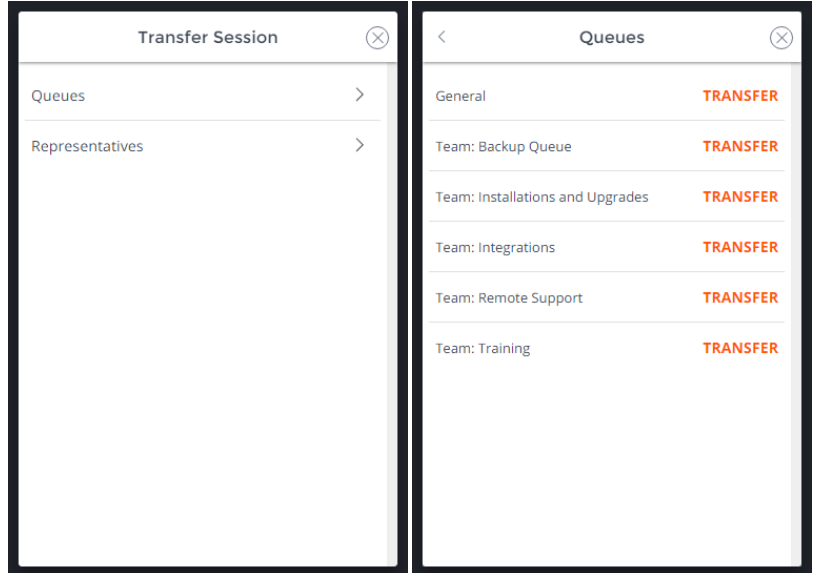 Transfer Session
Queues
Representatives
Queues
General TRANSFER
Team: Backup Queue TRANSFER
Team: Installations and Upgrades TRANSFER
Team: Integrations TRANSFER
Team: Remote Support TRANSFER
Team: Training TRANSFER